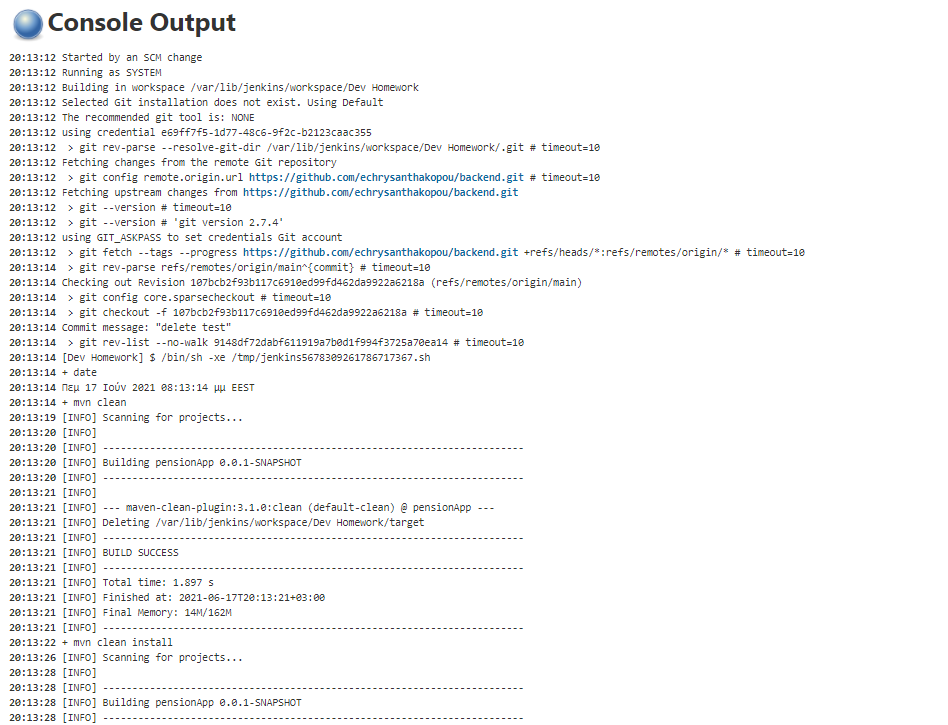 Console Output
20:13:12 Started by an SCM change
20:13:12 Running as SYSTEM
20:13:12 Building in workspace /var/lib/jenkins/workspace/Dev Homework
20:13:12 Selected Git installation does not exist. Using Default
20:13:12 The recommended git tool is: NONE
20:13:12 using credential e69ff7f5-1d77-48c6-9f2c-b2123caac355
20:13:12  > git rev-parse --resolve-git-dir /var/lib/jenkins/workspace/Dev Homework/.git # timeout=10
20:13:12 Fetching changes from the remote Git repository
20:13:12  > git config remote.origin.url https://github.com/echrysanthakopou/backend.git # timeout=10
20:13:12 Fetching upstream changes from https://github.com/echrysanthakopou/backend.git
20:13:12  > git --version # timeout=10
20:13:12  > git --version # 'git version 2.7.4'
20:13:12 using GIT_ASKPASS to set credentials Git account
20:13:12  > git fetch --tags --progress https://github.com/echrysanthakopou/backend.git +refs/heads/*:refs/remotes/origin/* # timeout=10
20:13:14  > git rev-parse refs/remotes/origin/main^{commit} # timeout=10
20:13:14 Checking out Revision 107bcb2f93b117c6910ed99fd462da9922a6218a (refs/remotes/origin/main)
20:13:14  > git config core.sparsecheckout # timeout=10
20:13:14  > git checkout -f 107bcb2f93b117c6910ed99fd462da9922a6218a # timeout=10
20:13:14 Commit message: "delete test"
20:13:14  > git rev-list --no-walk 9148df72dabf611919a7b0d1f994f3725a70ea14 # timeout=10
20:13:14 [Dev Homework] $ /bin/sh -xe /tmp/jenkins5678309261786717367.sh
20:13:14 + date
20:13:14 Πεμ 17 Ιούν 2021 08:13:14 μμ EEST
20:13:14 + mvn clean
20:13:19 [INFO] Scanning for projects...
20:13:20 [INFO]
20:13:20 [INFO] ------------------------------------------------------------------------
20:13:20 [INFO] Building pensionApp 0.0.1-SNAPSHOT
20:13:20 [INFO] ------------------------------------------------------------------------
20:13:21 [INFO]
20:13:21 [INFO] --- maven-clean-plugin:3.1.0:clean (default-clean) @ pensionApp ---
20:13:21 [INFO] Deleting /var/lib/jenkins/workspace/Dev Homework/target
20:13:21 [INFO] ------------------------------------------------------------------------
20:13:21 [INFO] BUILD SUCCESS
20:13:21 [INFO] ------------------------------------------------------------------------
20:13:21 [INFO] Total time: 1.897 s
20:13:21 [INFO] Finished at: 2021-06-17T20:13:21+03:00
20:13:21 [INFO] Final Memory: 14M/162M
20:13:21 [INFO] ------------------------------------------------------------------------
20:13:22 + mvn clean install
20:13:26 [INFO] Scanning for projects...
20:13:28 [INFO]
20:13:28 [INFO] ------------------------------------------------------------------------
20:13:28 [INFO] Building pensionApp 0.0.1-SNAPSHOT
20:13:28 [INFO] ------------------------------------------------------------------------